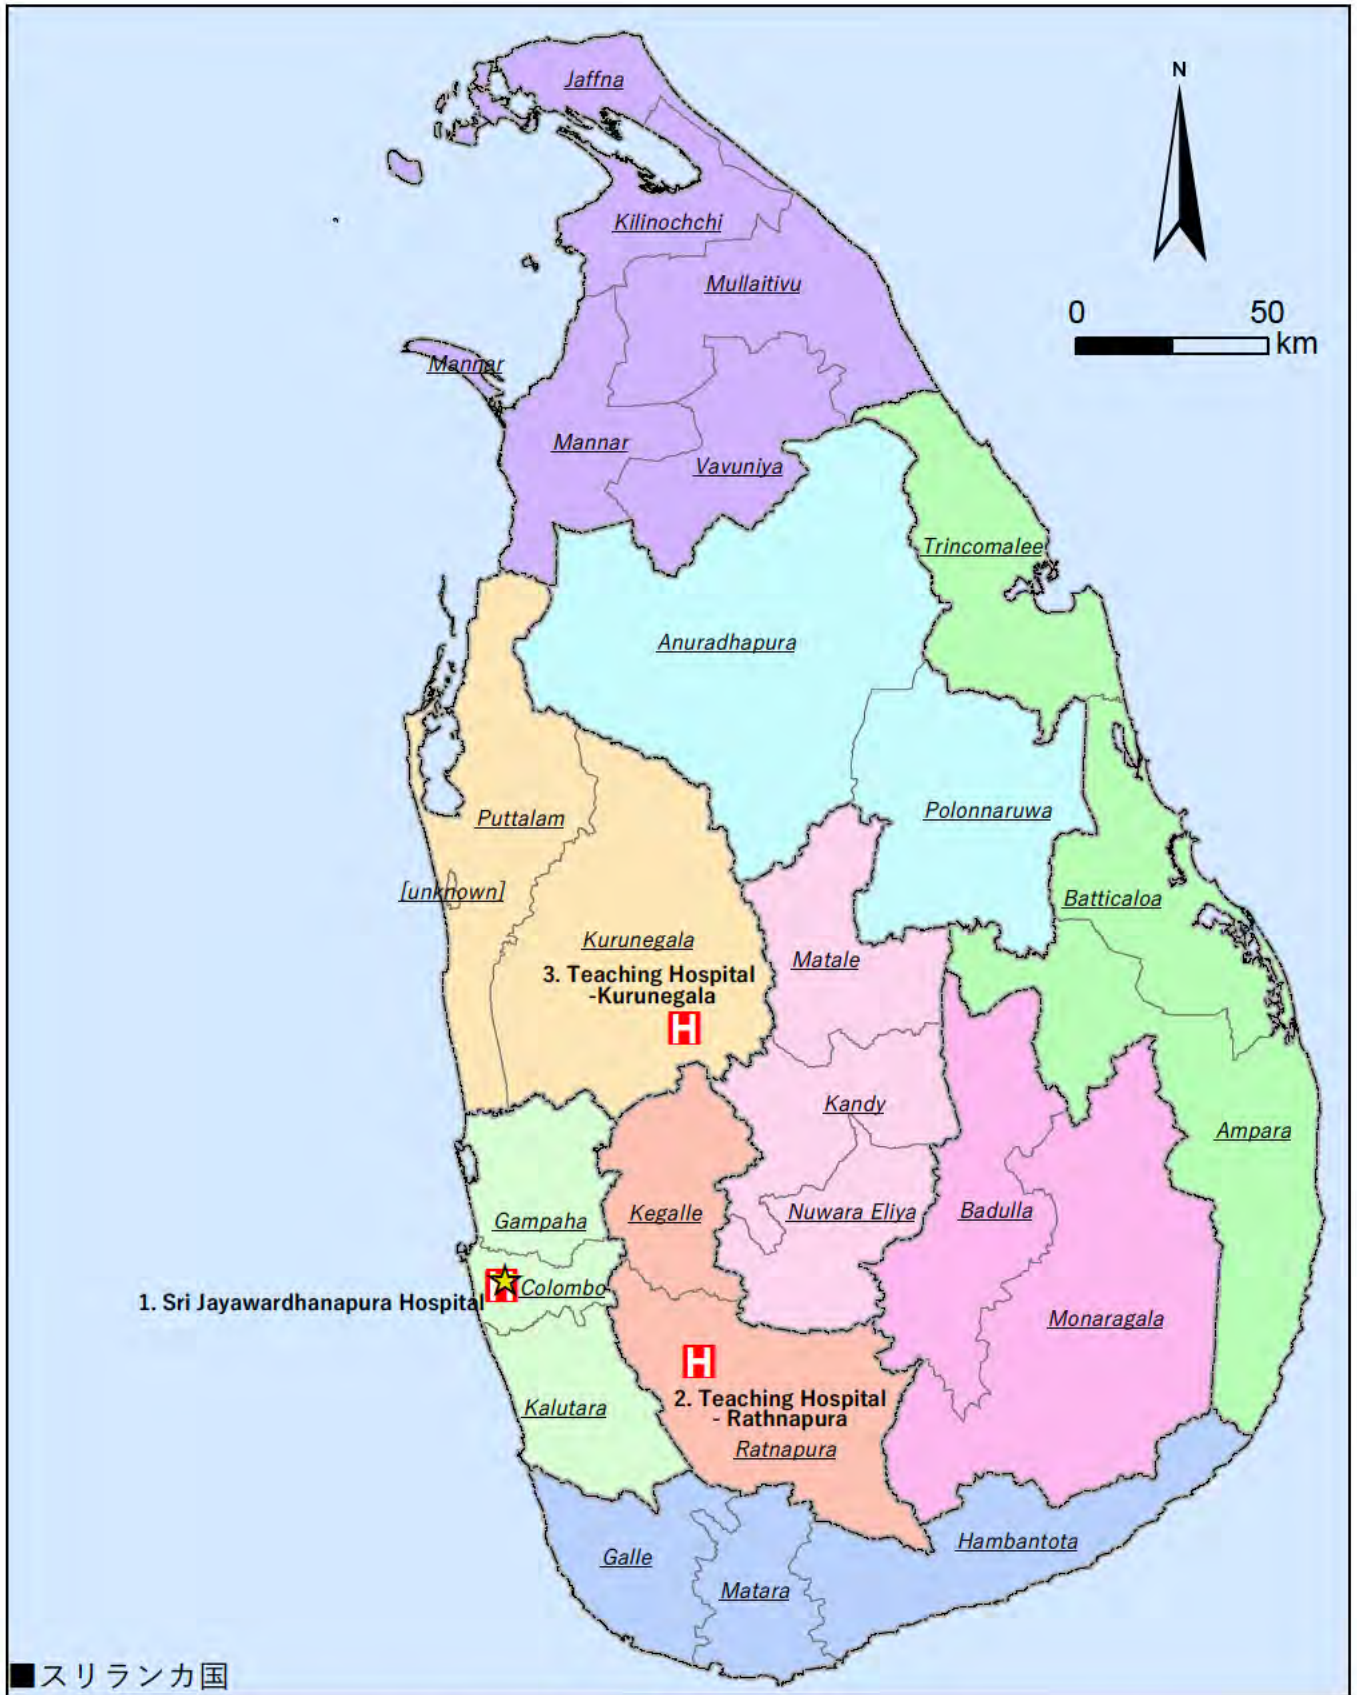 Jaffna
N
Kilinochchi
Mullaitivu
0 50
km
Mannar
Mannar
Vavuniya
Trincomalee
Anuradhapura
Puttalam
Polonnaruwa
[unknown]
Batticaloa
Kurunegala
3. Teaching Hospital
-Kurunegala
H
Matale
Kandy
Ampara
Gampaha
Kegalle
Nuwara Eliya
Badulla
1. Sri Jayawardhanapura Hospital
H
Colombo
Monaragala
H
2. Teaching Hospital
- Rathnapura
Kalutara
Ratnapura
Galle
Matara
Hambantota
■スリランカ国